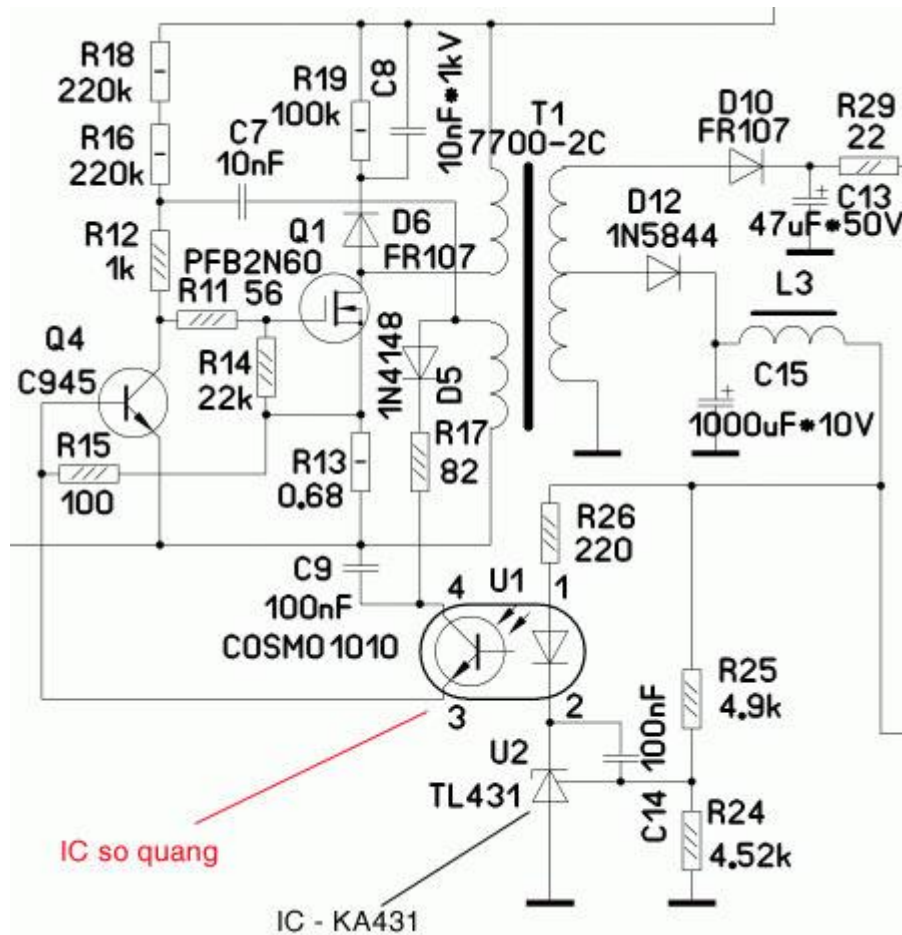 R18
220k
R16
220k
C7
10nF
R12
1k
R19
100k
C8
10nF*1kV
T1
7700-2C
D10
FR107
R29
22
C13
47uF*50V
D12
1N5844
L3
C15
1000uF*10V
Q1
PFB2N60
D6
FR107
R11
56
Q4
C945
R14
22k
1N4148
D5
R15
100
R13
0.68
R17
82
C9
100nF
COSMO1010
U1
4
1
3
2
R26
220
R25
4.9k
U2
TL431
100nF
C14
R24
4.52k
IC so quang
IC - KA431